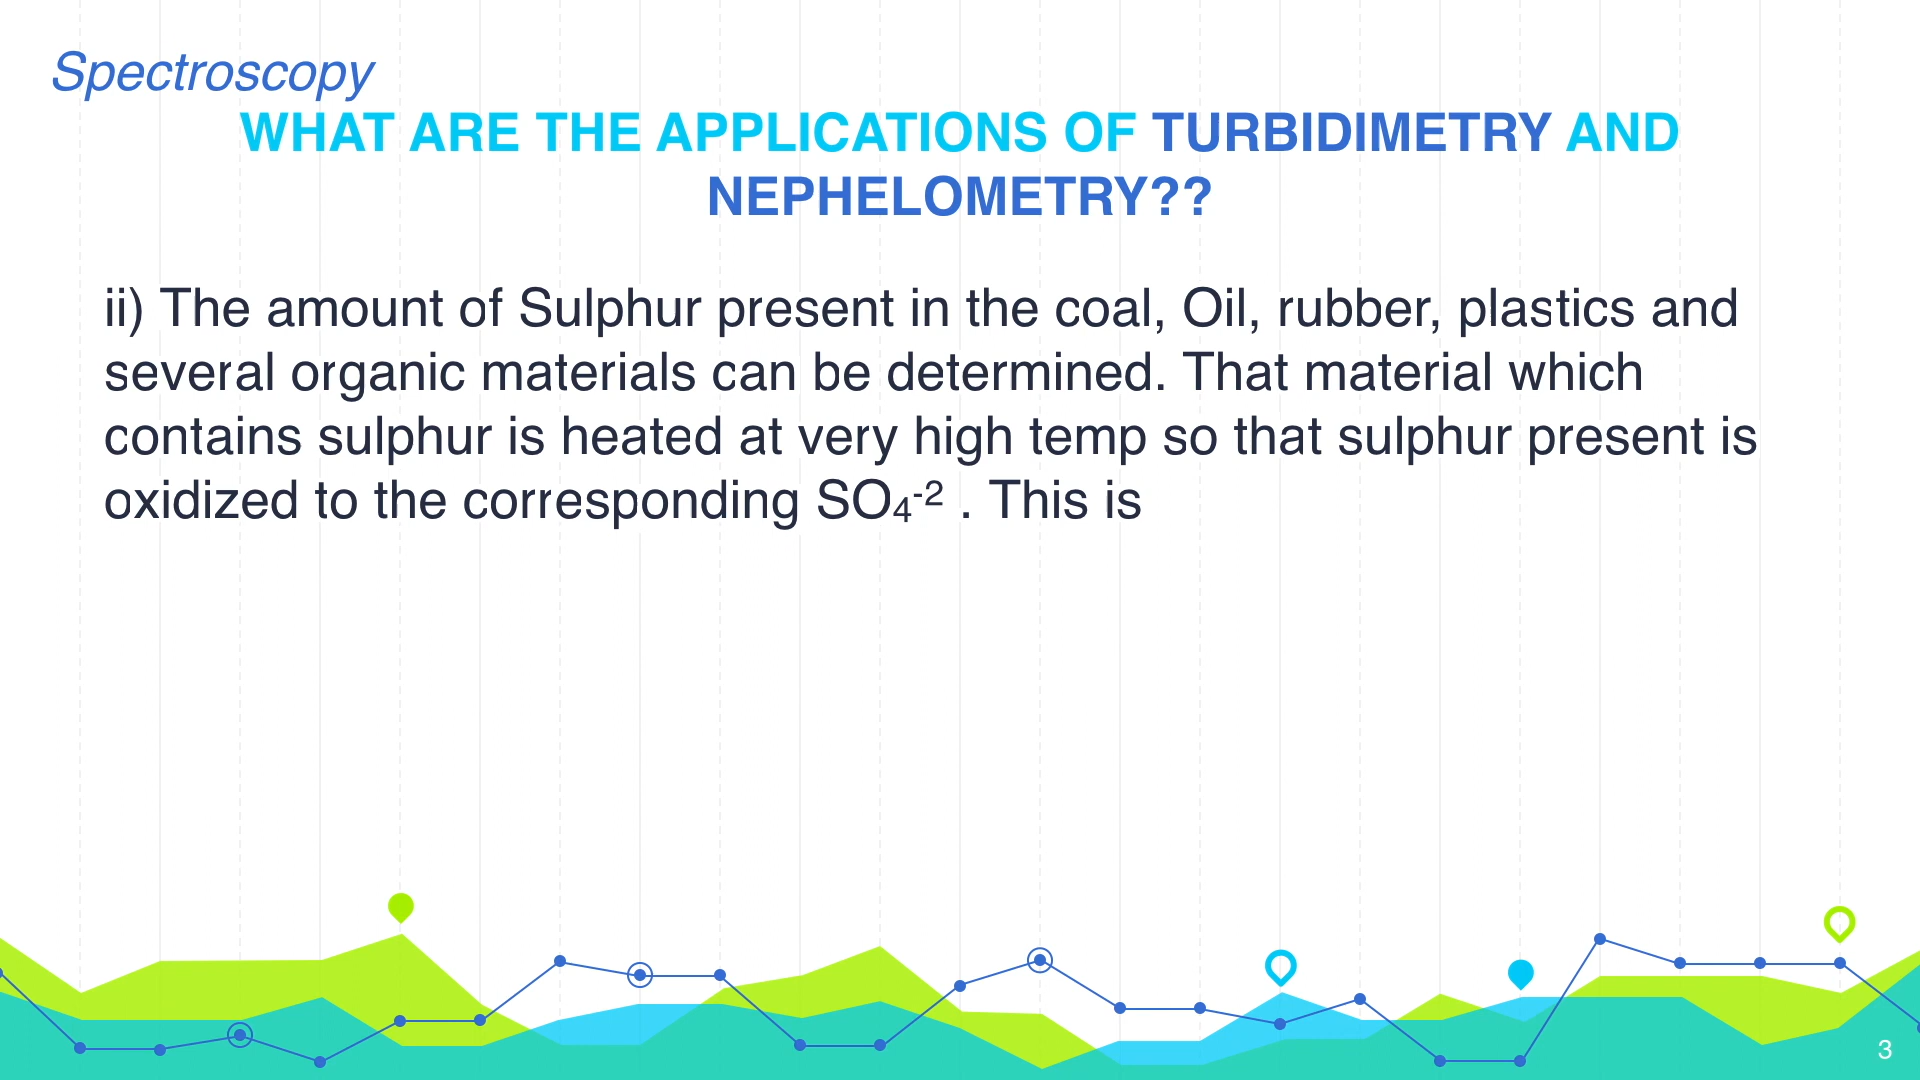 Spectroscopy
WHAT ARE THE APPLICATIONS OF TURBIDIMETRY AND
NEPHELOMETRY??
ii) The amount of Sulphur present in the coal, Oil, rubber, plastics and
several organic materials can be determined. That material which
contains sulphur is heated at very high temp so that sulphur present is
oxidized to the corresponding SO₄⁻² . This is
3